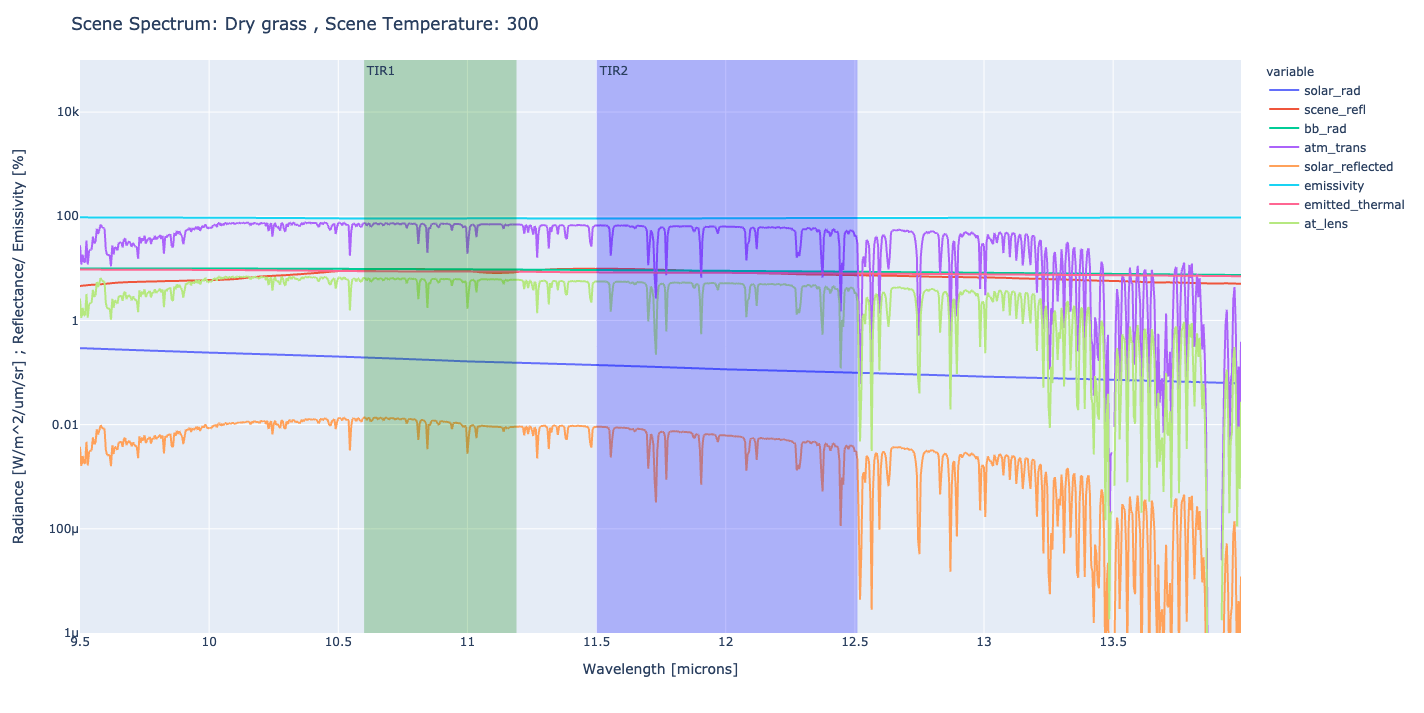 Scene Spectrum: Dry grass , Scene Temperature: 300
TIR1
TIR2
variable
solar_rad
scene_refl
bb_rad
atm_trans
solar_reflected
emissivity
emitted_thermal
at_lens
Radiance [W/m^2/um/sr] ; Reflectance/ Emissivity [%]
10k
100
1
0.01
100μ
1μ
9.5
10
10.5
11
11.5
12
12.5
13
13.5
Wavelength [microns]